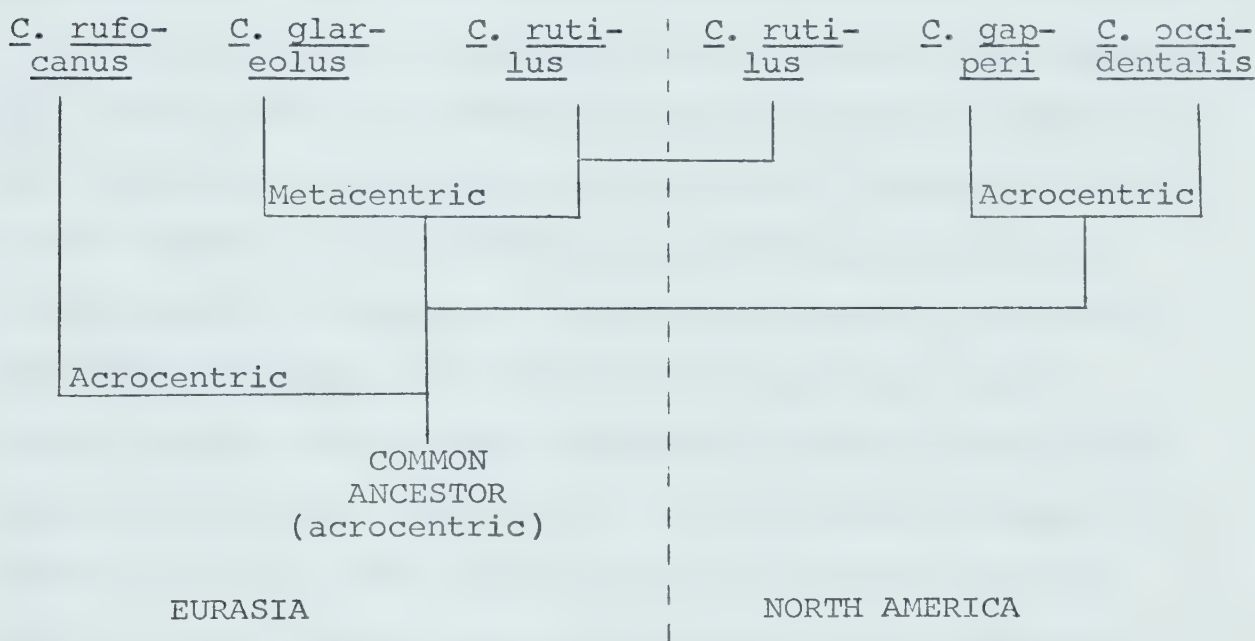 C. rufo- C. glar- C. ruti- C. ruti- C. gap- C. occi-
canus eolus lus lus peri dentalis
Metacentric Acrocentric
Acrocentric
COMMON
ANCESTOR
(acrocentric)
EURASIA NORTH AMERICA